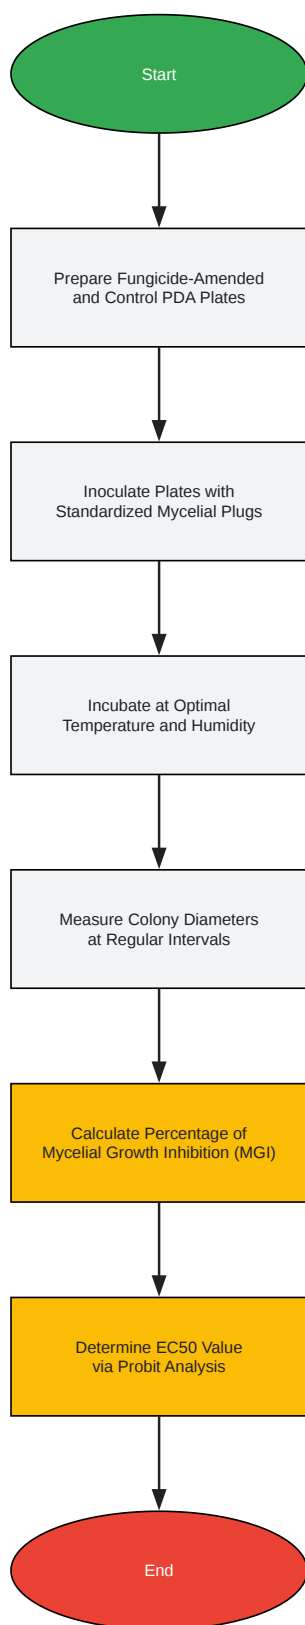 Start
Prepare Fungicide-Amended
and Control PDA Plates
Inoculate Plates with
Standardized Mycelial Plugs
Incubate at Optimal
Temperature and Humidity
Measure Colony Diameters
at Regular Intervals
Calculate Percentage of
Mycelial Growth Inhibition (MGI)
Determine EC50 Value
via Probit Analysis
End